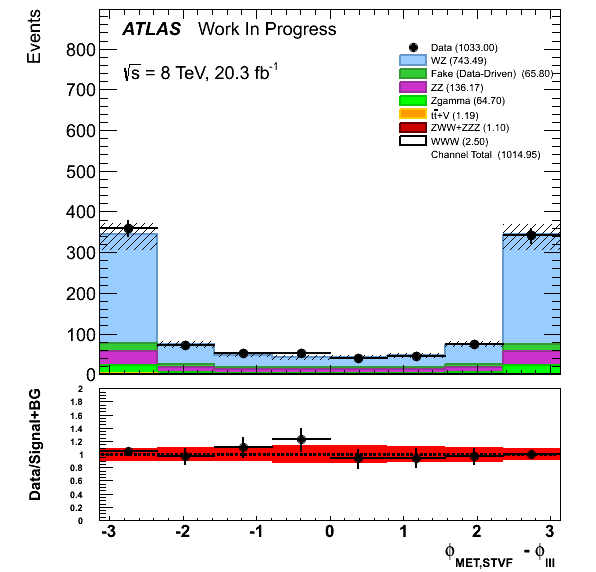 Events
ATLAS Work In Progress
√s = 8 TeV, 20.3 fb⁻¹
Data (1033.00)
WZ (743.49)
Fake (Data-Driven) (65.80)
ZZ (136.17)
Zgamma (64.70)
tt̄+V (1.19)
ZWW+ZZZ (1.10)
WWW (2.50)
Channel Total (1014.95)
800
700
600
500
400
300
200
100
0
Data/Signal+BG
2
1.8
1.6
1.4
1.2
1
0.8
0.6
0.4
0.2
0
-3 -2 -1 0 1 2 3
ϕMET,STVF - ϕlll